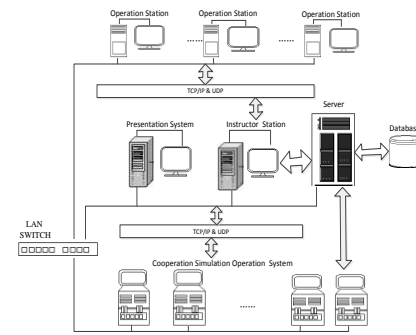 Operation Station Operation Station Operation Station
...... ......
TCP/IP & UDP
Server
Presentation System Instructor Station
Databas
LAN
SWITCH
TCP/IP & UDP
Cooperation Simulation Operation System
......